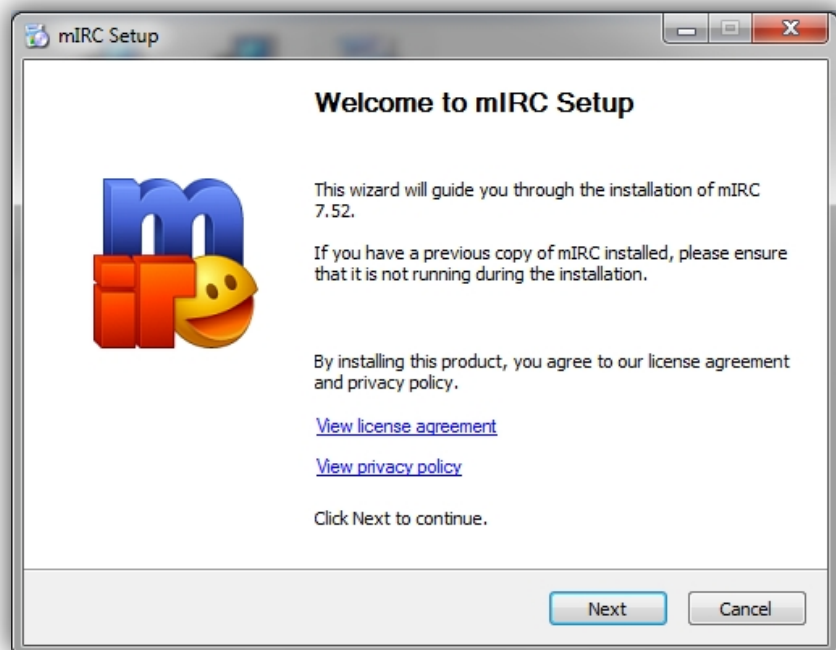 mIRC Setup
Welcome to mIRC Setup
This wizard will guide you through the installation of mIRC
7.52.
If you have a previous copy of mIRC installed, please ensure
that it is not running during the installation.
mirc
By installing this product, you agree to our license agreement
and privacy policy.
View license agreement
View privacy policy
Click Next to continue.
Next
Cancel